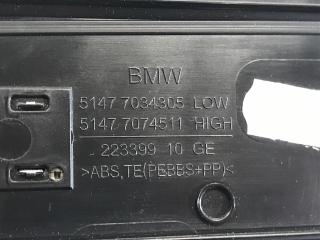 BMW
5147 7034305 LOW
5147 7074511 HIGH
223399 10 GE
>ABS,TE(PEBBS+PP)<